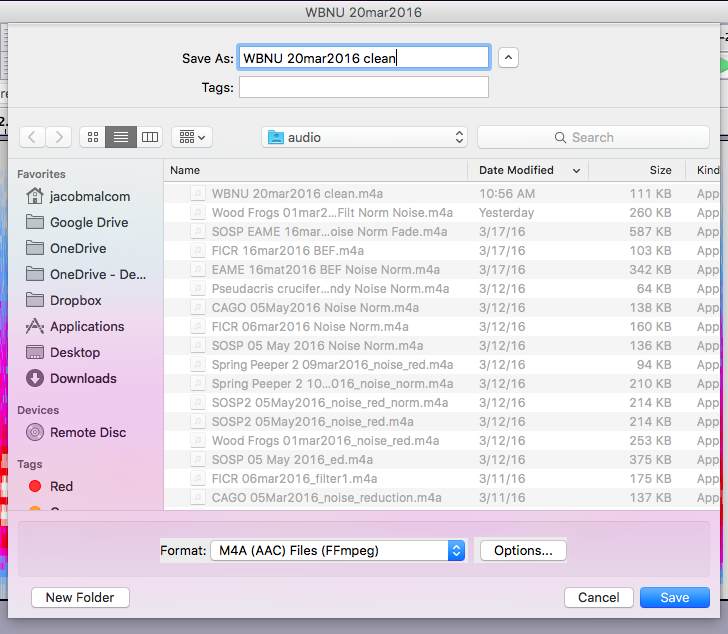 WBNU 20mar2016
Save As: WBNU 20mar2016 clean
Tags:
audio
Search
Favorites
jacobmalcom
Google Drive
OneDrive
OneDrive - De...
Dropbox
Applications
Desktop
Downloads
Devices
Remote Disc
Tags
Red
Name Date Modified Size Kind
WBNU 20mar2016 clean.m4a 10:56 AM 111 KB App
Wood Frogs 01mar2...Filt Norm Noise.m4a Yesterday 260 KB App
SOSP EAME 16mar...oise Norm Fade.m4a 3/17/16 587 KB App
FICR 16mar2016 BEF.m4a 3/17/16 103 KB App
EAME 16mat2016 BEF Noise Norm.m4a 3/17/16 342 KB App
Pseudacris crucifer...ndy Noise Norm.m4a 3/12/16 64 KB App
CAGO 05May2016 Noise Norm.m4a 3/12/16 138 KB App
FICR 06mar2016 Noise Norm.m4a 3/12/16 160 KB App
SOSP 05 May 2016 Noise Norm.m4a 3/12/16 136 KB App
Spring Peeper 2 09mar2016_noise_red.m4a 3/12/16 94 KB App
Spring Peeper 2 10...016_noise_norm.m4a 3/12/16 210 KB App
SOSP2 05May2016_noise_red_norm.m4a 3/12/16 214 KB App
SOSP2 05May2016_noise_red.m4a 3/12/16 214 KB App
Wood Frogs 01mar2016_noise_red.m4a 3/12/16 253 KB App
SOSP 05 May 2016_ed.m4a 3/12/16 375 KB App
FICR 06mar2016_filter1.m4a 3/11/16 175 KB App
CAGO 05Mar2016_noise_reduction.m4a 3/11/16 137 KB App
Format: M4A (AAC) Files (FFmpeg) Options...
New Folder Cancel Save